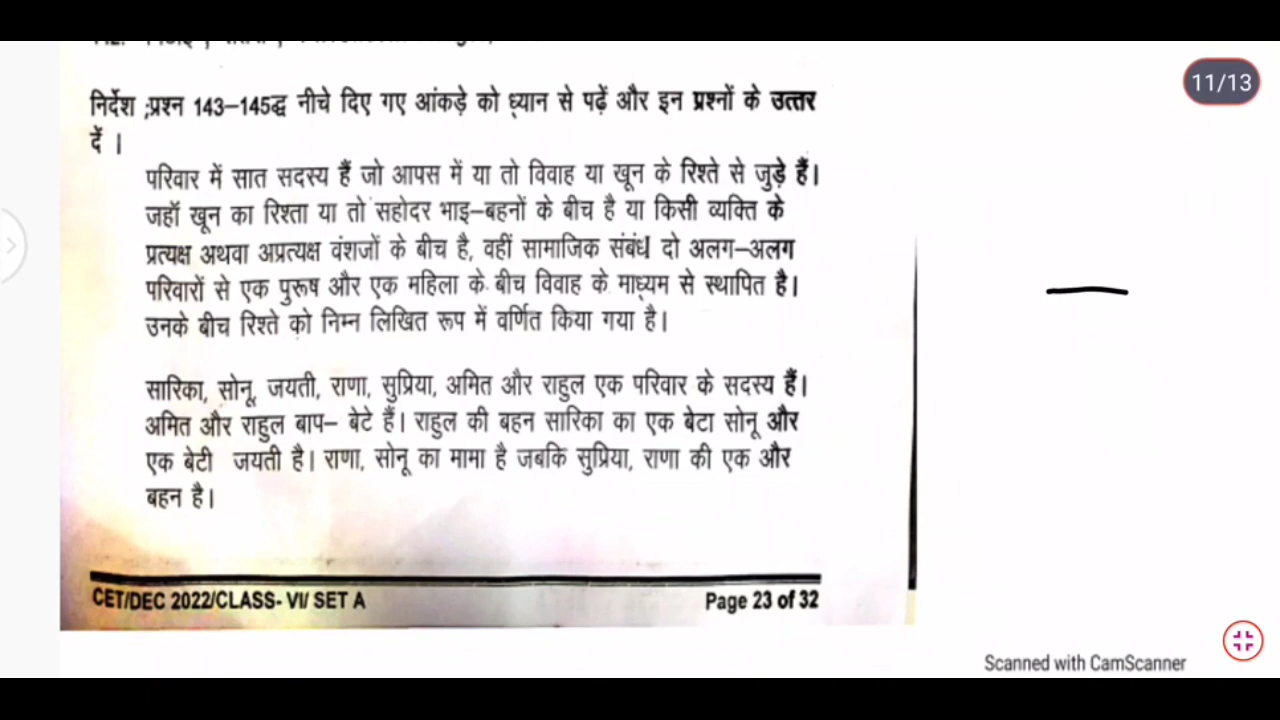 11/13
निर्देश ;प्रश्न 143–145द्ध नीचे दिए गए आंकड़े को ध्यान से पढ़ें और इन प्रश्नों के उत्तर
दें ।
परिवार में सात सदस्य हैं जो आपस में या तो विवाह या खून के रिश्ते से जुड़े हैं।
जहॉ खून का रिश्ता या तो सहोदर भाइ–बहनों के बीच है या किसी व्यक्ति के
प्रत्यक्ष अथवा अप्रत्यक्ष वंशजों के बीच है, वहीं सामाजिक संबंध दो अलग–अलग
परिवारों से एक पुरूष और एक महिला के बीच विवाह के माध्यम से स्थापित है।
उनके बीच रिश्ते को निम्न लिखित रूप में वर्णित किया गया है।
सारिका, सोनू, जयती, राणा, सुप्रिया, अमित और राहुल एक परिवार के सदस्य हैं।
अमित और राहुल बाप– बेटे हैं। राहुल की बहन सारिका का एक बेटा सोनू और
एक बेटी जयती है। राणा, सोनू का मामा है जबकि सुप्रिया, राणा की एक और
बहन है।
CET/DEC 2022/CLASS- VI/ SET A Page 23 of 32
Scanned with CamScanner